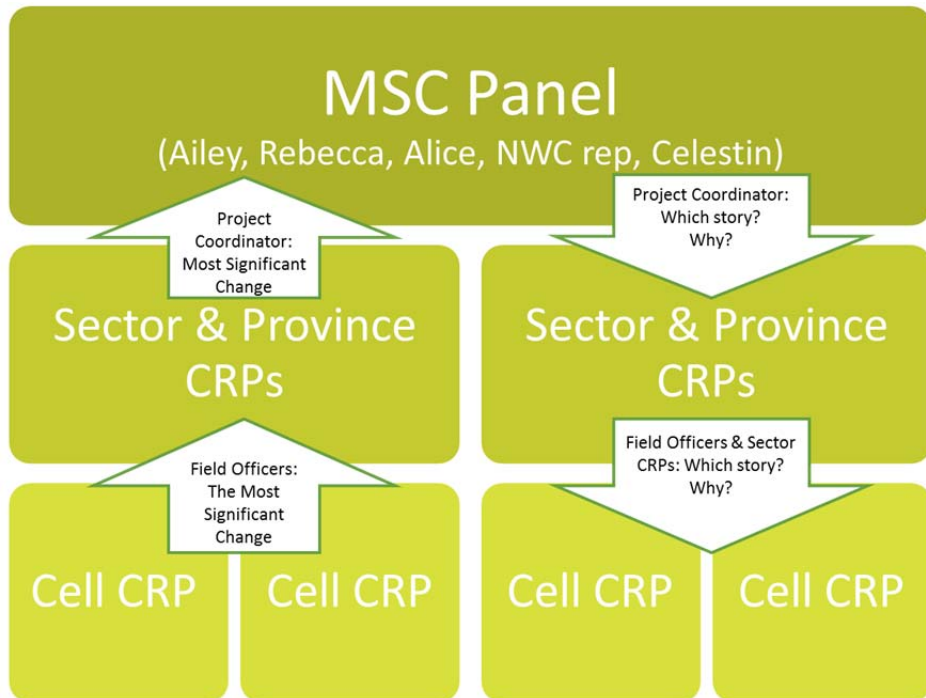 MSC Panel
(Ailey, Rebecca, Alice, NWC rep, Celestin)
Project
Coordinator:
Most Significant
Change
Project Coordinator:
Which story?
Why?
Sector & Province
CRPs
Sector & Province
CRPs
Field Officers:
The Most
Significant
Change
Field Officers & Sector
CRPs: Which story?
Why?
Cell CRP
Cell CRP
Cell CRP
Cell CRP